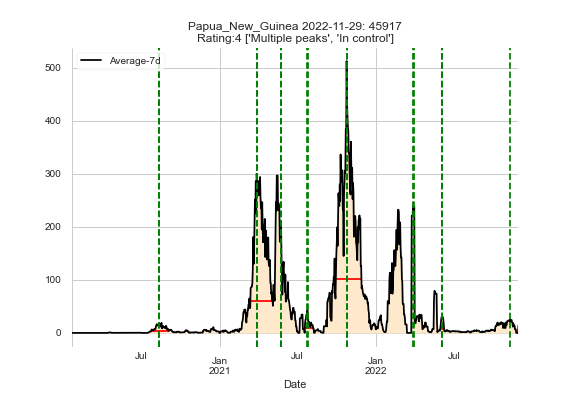 Papua_New_Guinea 2022-11-29: 45917
Rating:4 ['Multiple peaks', 'In control']
Average-7d
500
400
300
200
100
0
Jul
Jan
2021
Jul
Jan
2022
Jul
Date